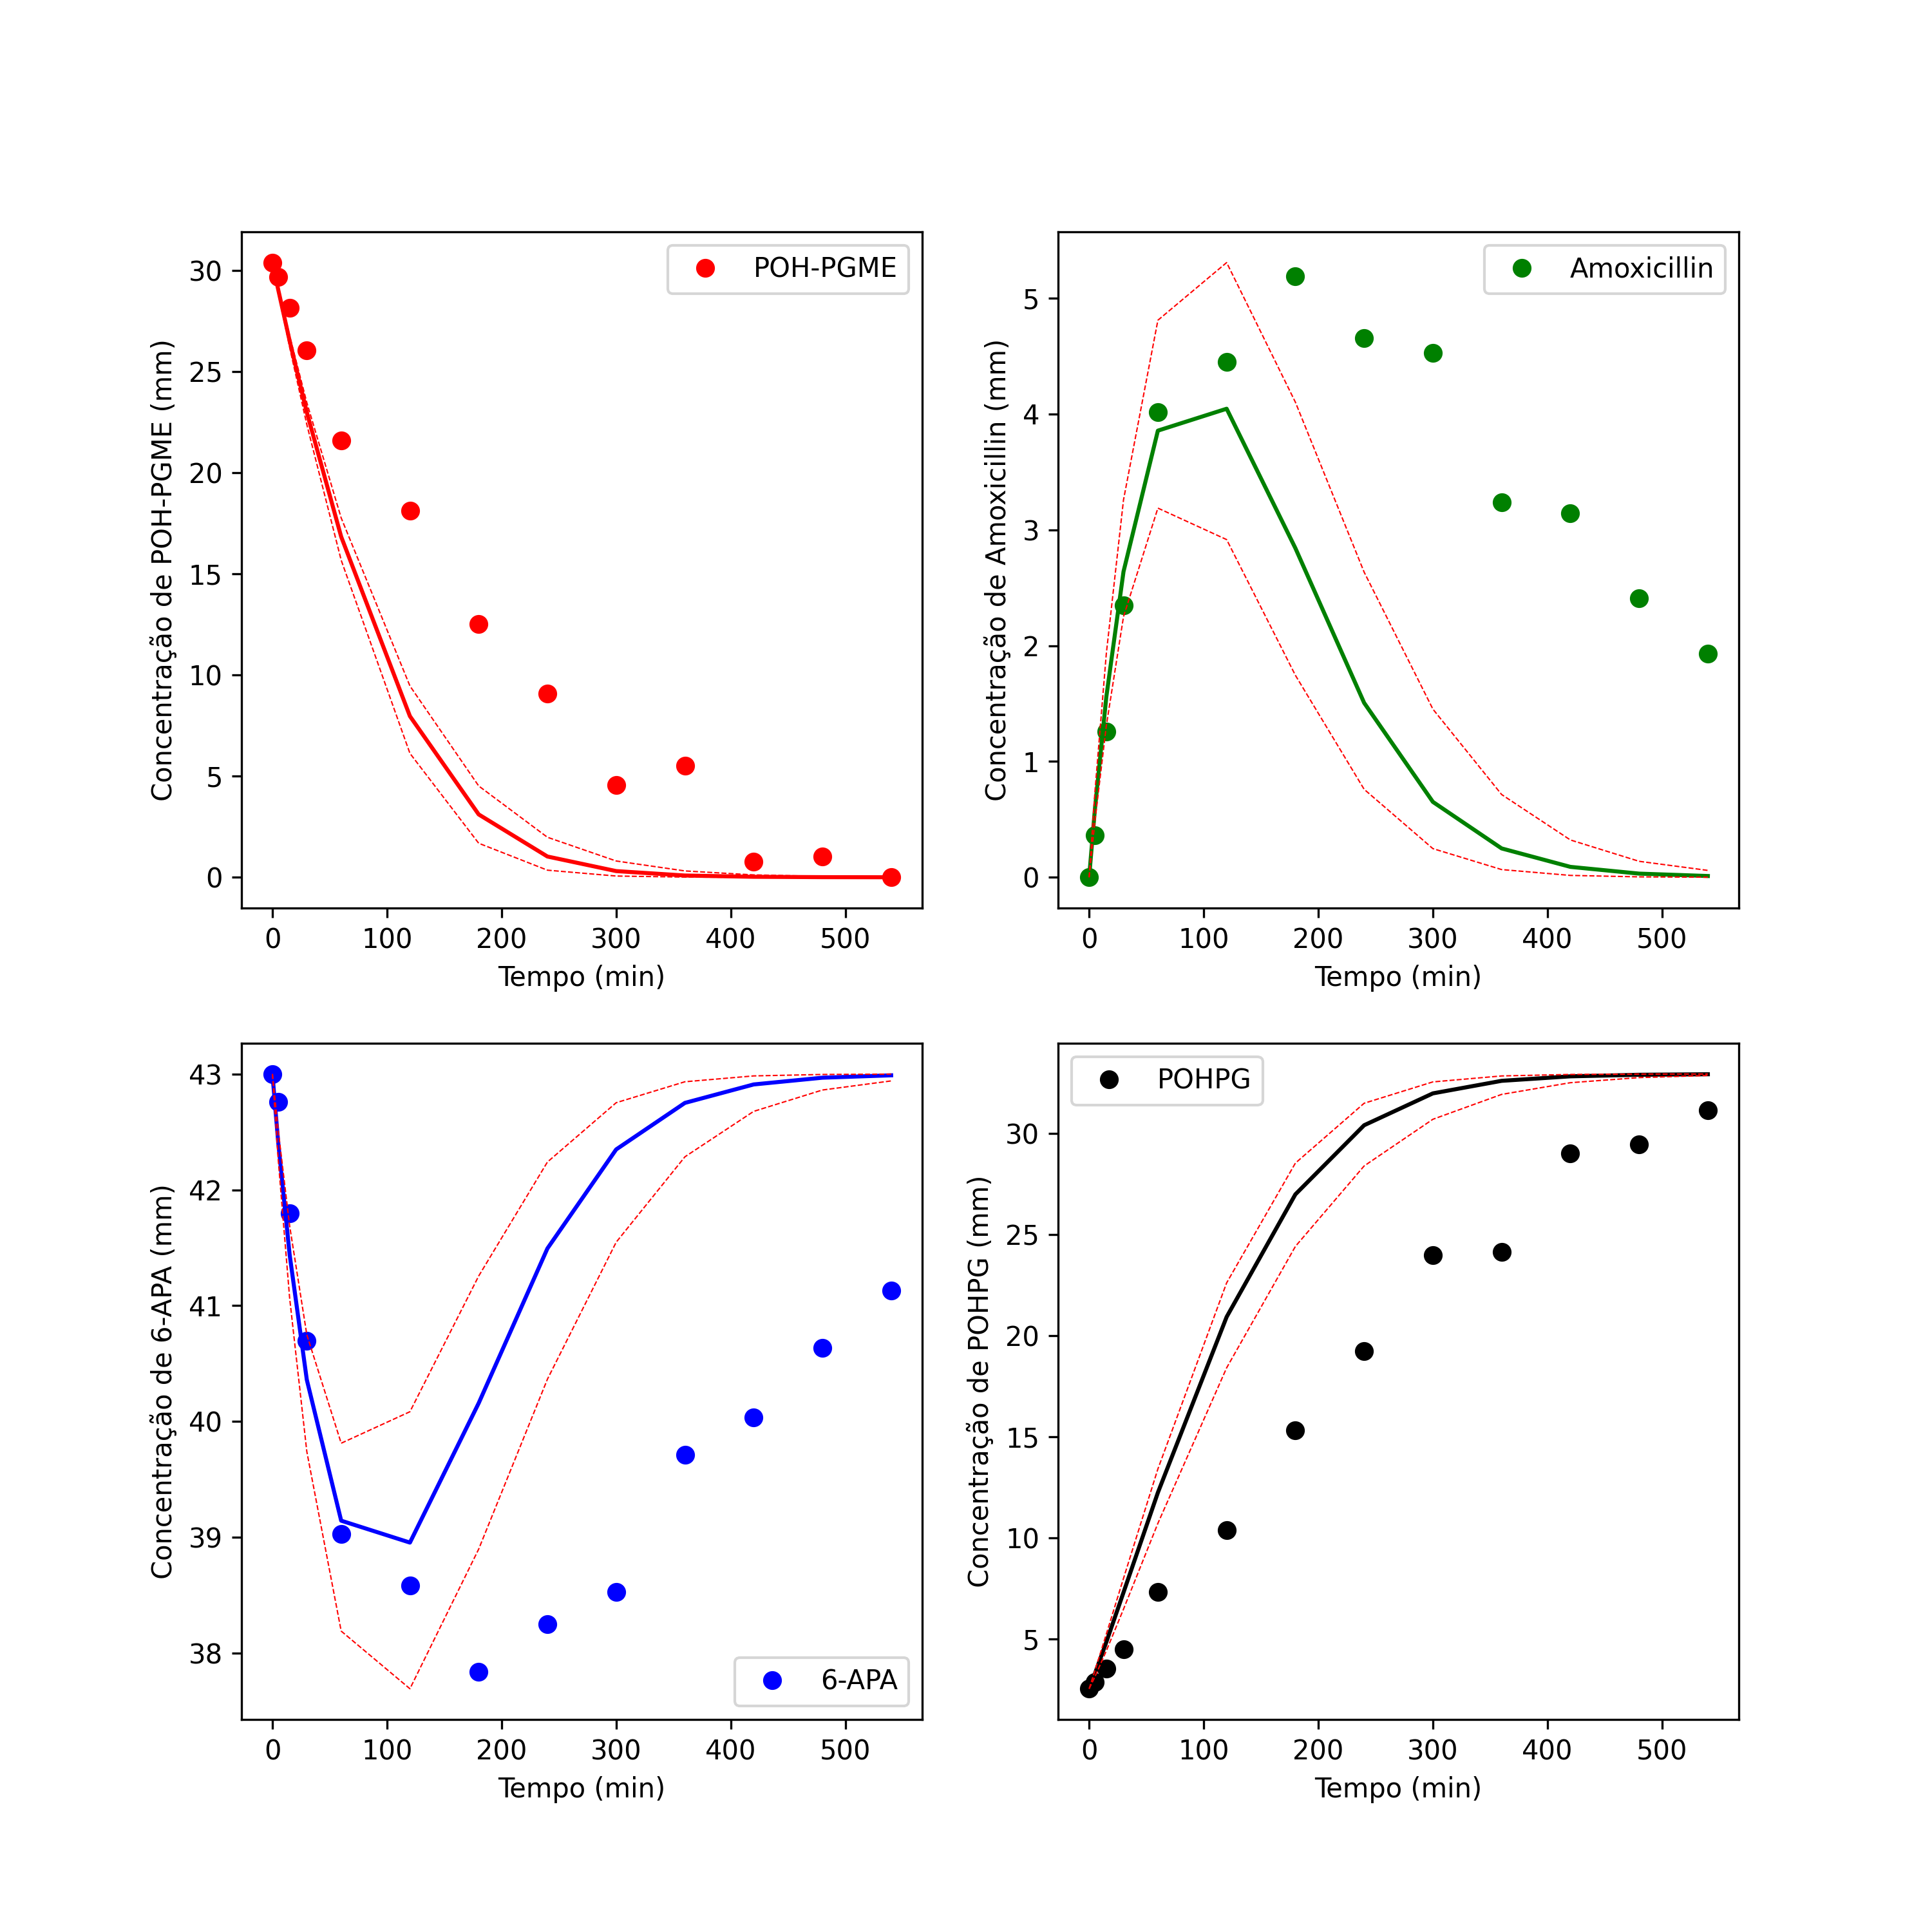 POH-PGME
Concentração de POH-PGME (mm)
30
25
20
15
10
5
0
0 100 200 300 400 500
Tempo (min)
Amoxicillin
Concentração de Amoxicillin (mm)
5
4
3
2
1
0
0 100 200 300 400 500
Tempo (min)
6-APA
Concentração de 6-APA (mm)
43
42
41
40
39
38
0 100 200 300 400 500
Tempo (min)
POHPG
Concentração de POHPG (mm)
30
25
20
15
10
5
0 100 200 300 400 500
Tempo (min)